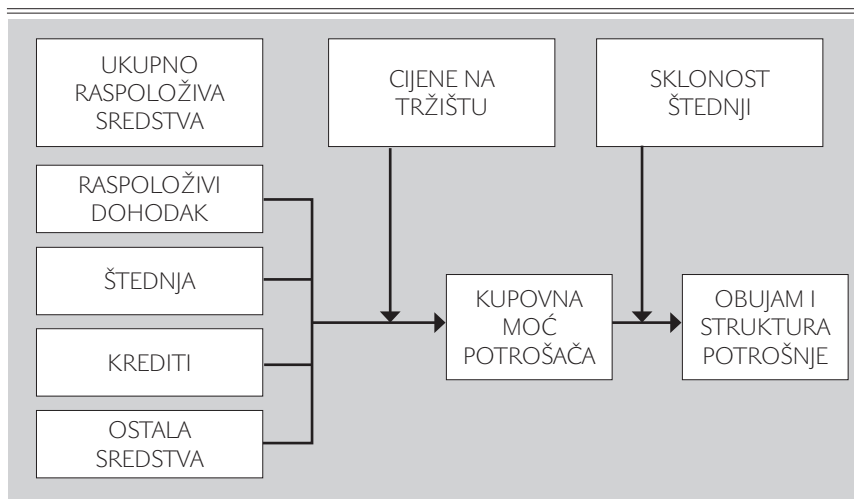 UKUPNO
RASPOLOŽIVA
SREDSTVA
CIJENE NA
TRŽIŠTU
SKLONOST
ŠTEDNJI
RASPOLOŽIVI
DOHODAK
ŠTEDNJA
KREDITI
OSTALA
SREDSTVA
KUPOVNA
MOĆ
POTROŠAČA
OBUJAM I
STRUKTURA
POTROŠNJE